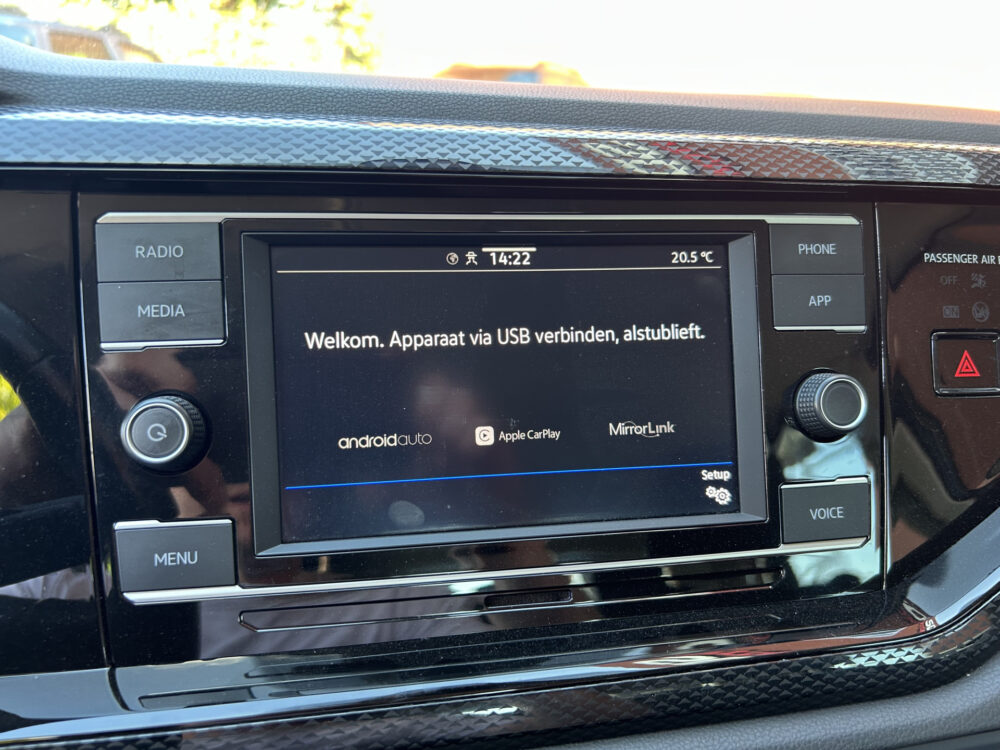 RADIO
MEDIA
MENU
14:22
20.5 °C
Welkom. Apparaat via USB verbinden, alstublieft.
androidauto
Apple CarPlay
MirrorLink
Setup
PHONE
APP
VOICE
PASSENGER AIR
OFF
ON